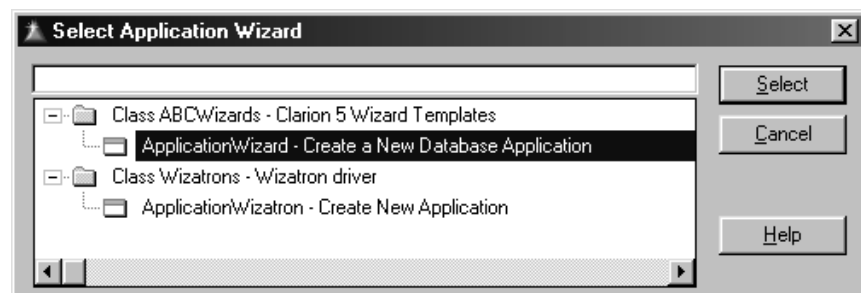 Select Application Wizard
Select
Class ABCWizards - Clarion 5 Wizard Templates
ApplicationWizard - Create a New Database Application
Cancel
Class Wizatrons - Wizatron driver
ApplicationWizatron - Create New Application
Help